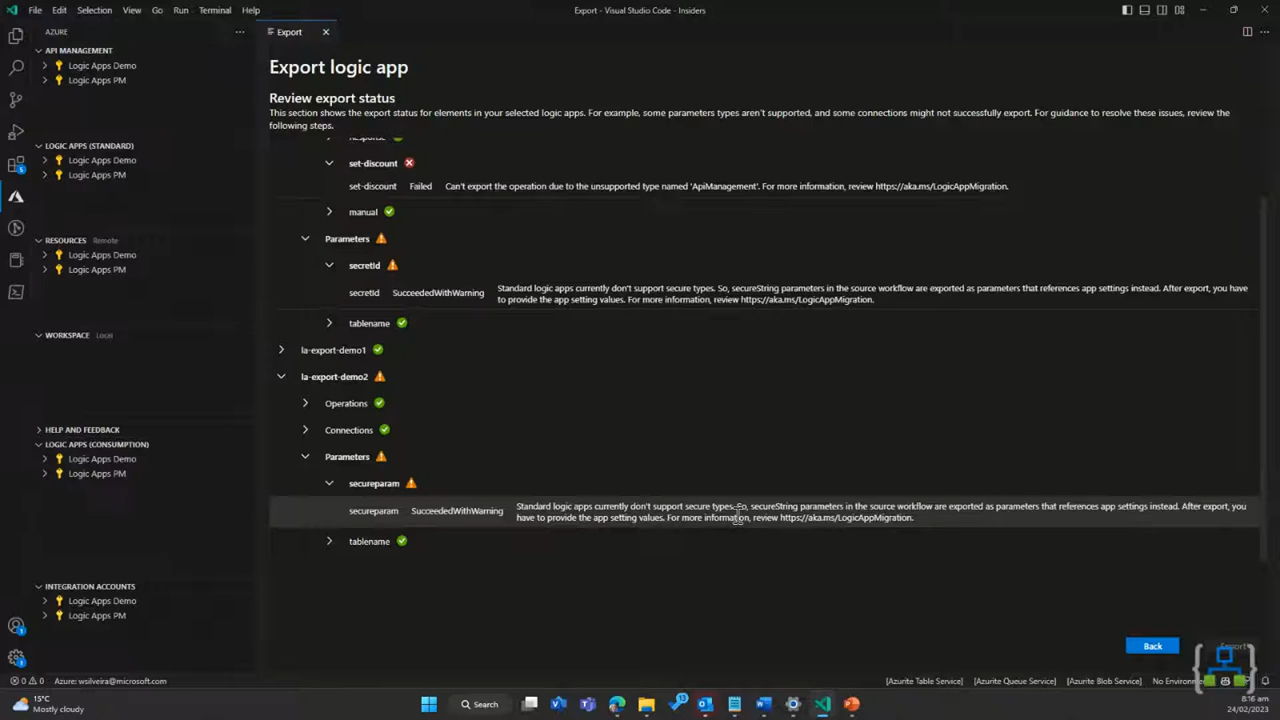 File Edit Selection View Go Run Terminal Help
Export - Visual Studio Code - Insiders
AZURE
Export
API MANAGEMENT
Logic Apps Demo
Logic Apps PM
LOGIC APPS (STANDARD)
Logic Apps Demo
Logic Apps PM
RESOURCES Remote
Logic Apps Demo
Logic Apps PM
WORKSPACE Local
HELP AND FEEDBACK
LOGIC APPS (CONSUMPTION)
Logic Apps Demo
Logic Apps PM
INTEGRATION ACCOUNTS
Logic Apps Demo
Logic Apps PM
Export logic app
Review export status
This section shows the export status for elements in your selected logic apps. For example, some parameters types aren't supported, and some connections might not successfully export. For guidance to resolve these issues, review the
following steps.
Response
set-discount
set-discount Failed Can't export the operation due to the unsupported type named 'ApiManagement'. For more information, review https://aka.ms/LogicAppMigration.
manual
Parameters
secretId
secretId SucceededWithWarning Standard logic apps currently don't support secure types. So, secureString parameters in the source workflow are exported as parameters that references app settings instead. After export, you have
to provide the app setting values. For more information, review https://aka.ms/LogicAppMigration.
tablename
la-export-demo1
la-export-demo2
Operations
Connections
Parameters
secureparam
secureparam SucceededWithWarning Standard logic apps currently don't support secure types. So, secureString parameters in the source workflow are exported as parameters that references app settings instead. After export, you
have to provide the app setting values. For more information, review https://aka.ms/LogicAppMigration.
tablename
Back Export
0 0 Azure: wsilveira@microsoft.com
[Azurite Table Service] [Azurite Queue Service] [Azurite Blob Service]
15°C
Mostly cloudy
Search
13
8:16 am
24/02/2023